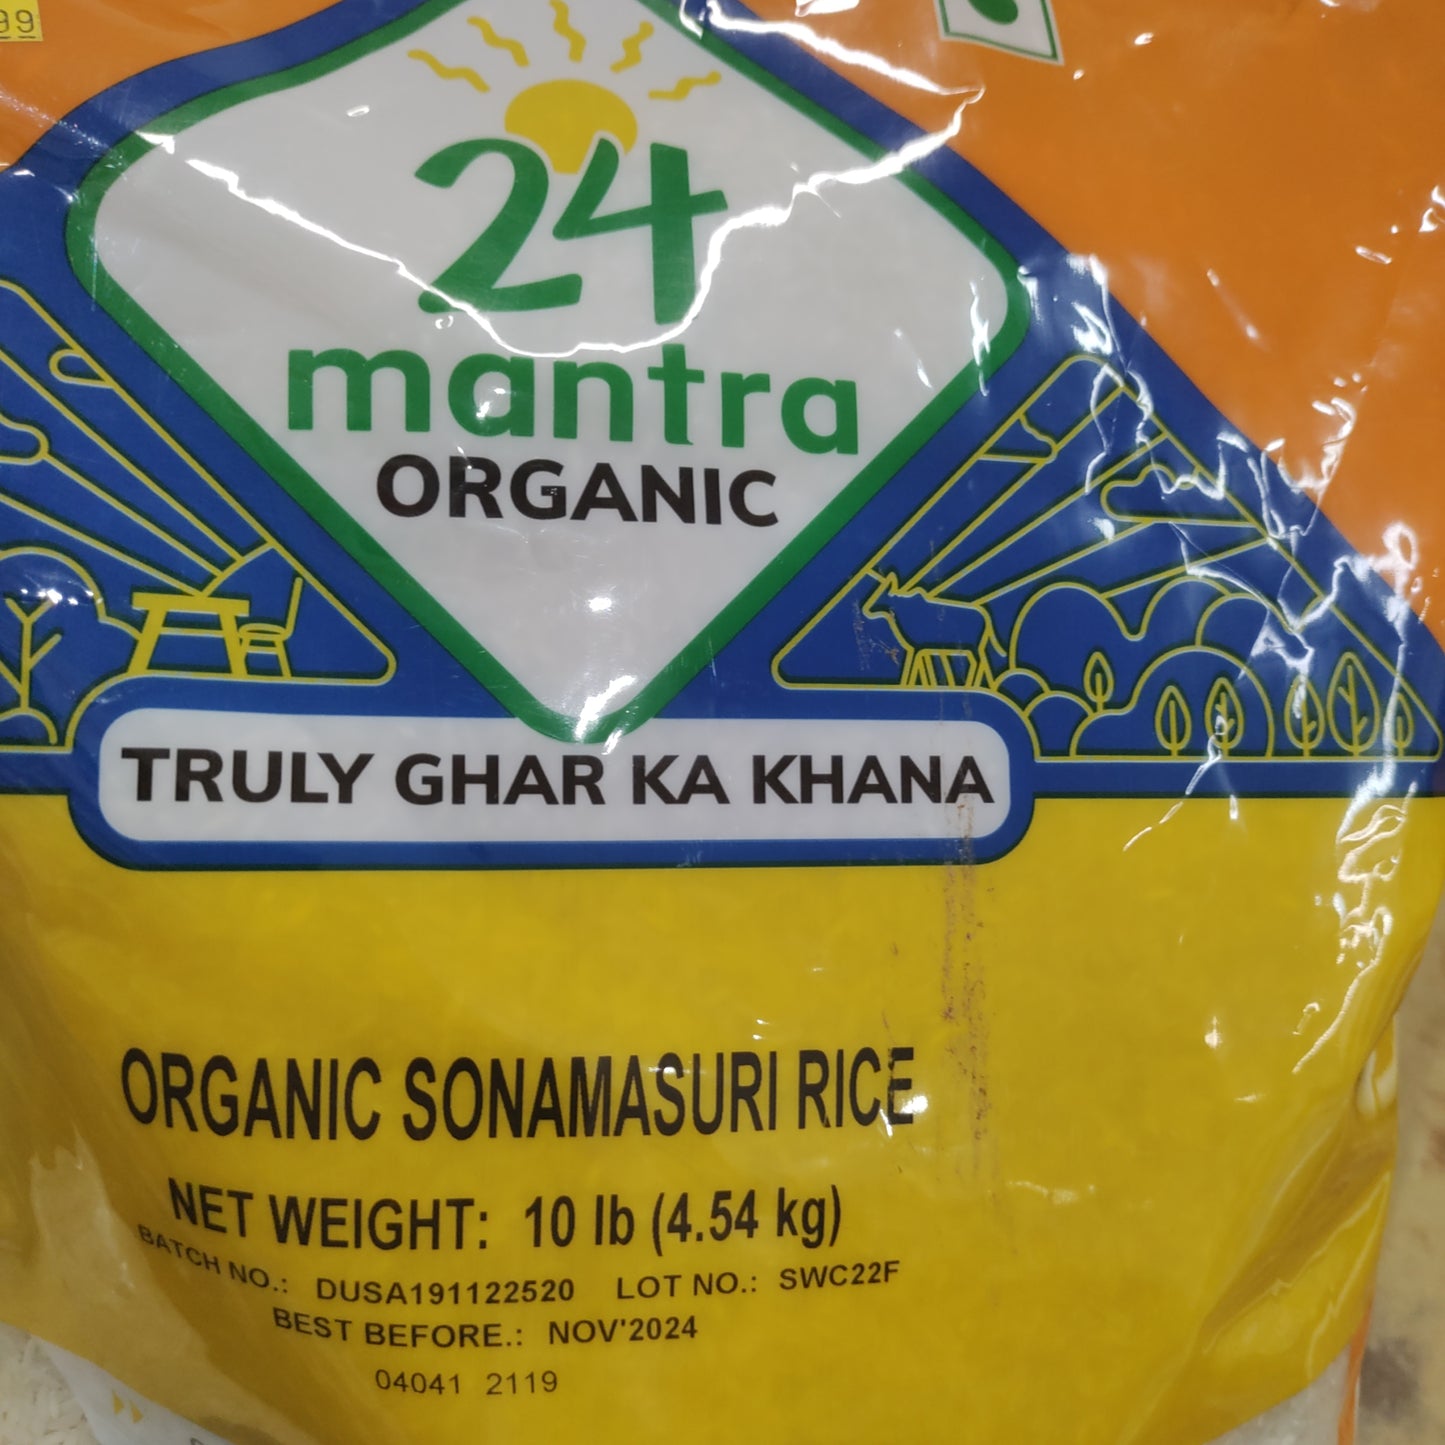 99
24
mantra
ORGANIC
TRULY GHAR KA KHANA
ORGANIC SONAMASURI RICE
NET WEIGHT: 10 lb (4.54 kg)
BATCH NO.: DUSA191122520 LOT NO.: SWC22F
BEST BEFORE.: NOV'2024
04041 2119